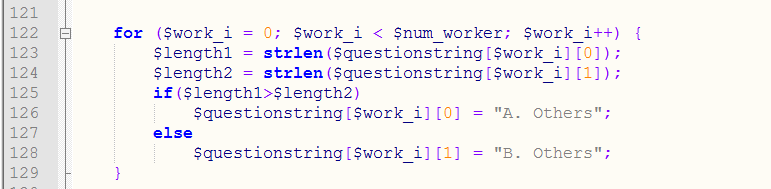 121
122 for ($work_i = 0; $work_i < $num_worker; $work_i++) {
123 $length1 = strlen($questionstring[$work_i][0]);
124 $length2 = strlen($questionstring[$work_i][1]);
125 if($length1>$length2)
126 $questionstring[$work_i][0] = "A. Others";
127 else
128 $questionstring[$work_i][1] = "B. Others";
129 }